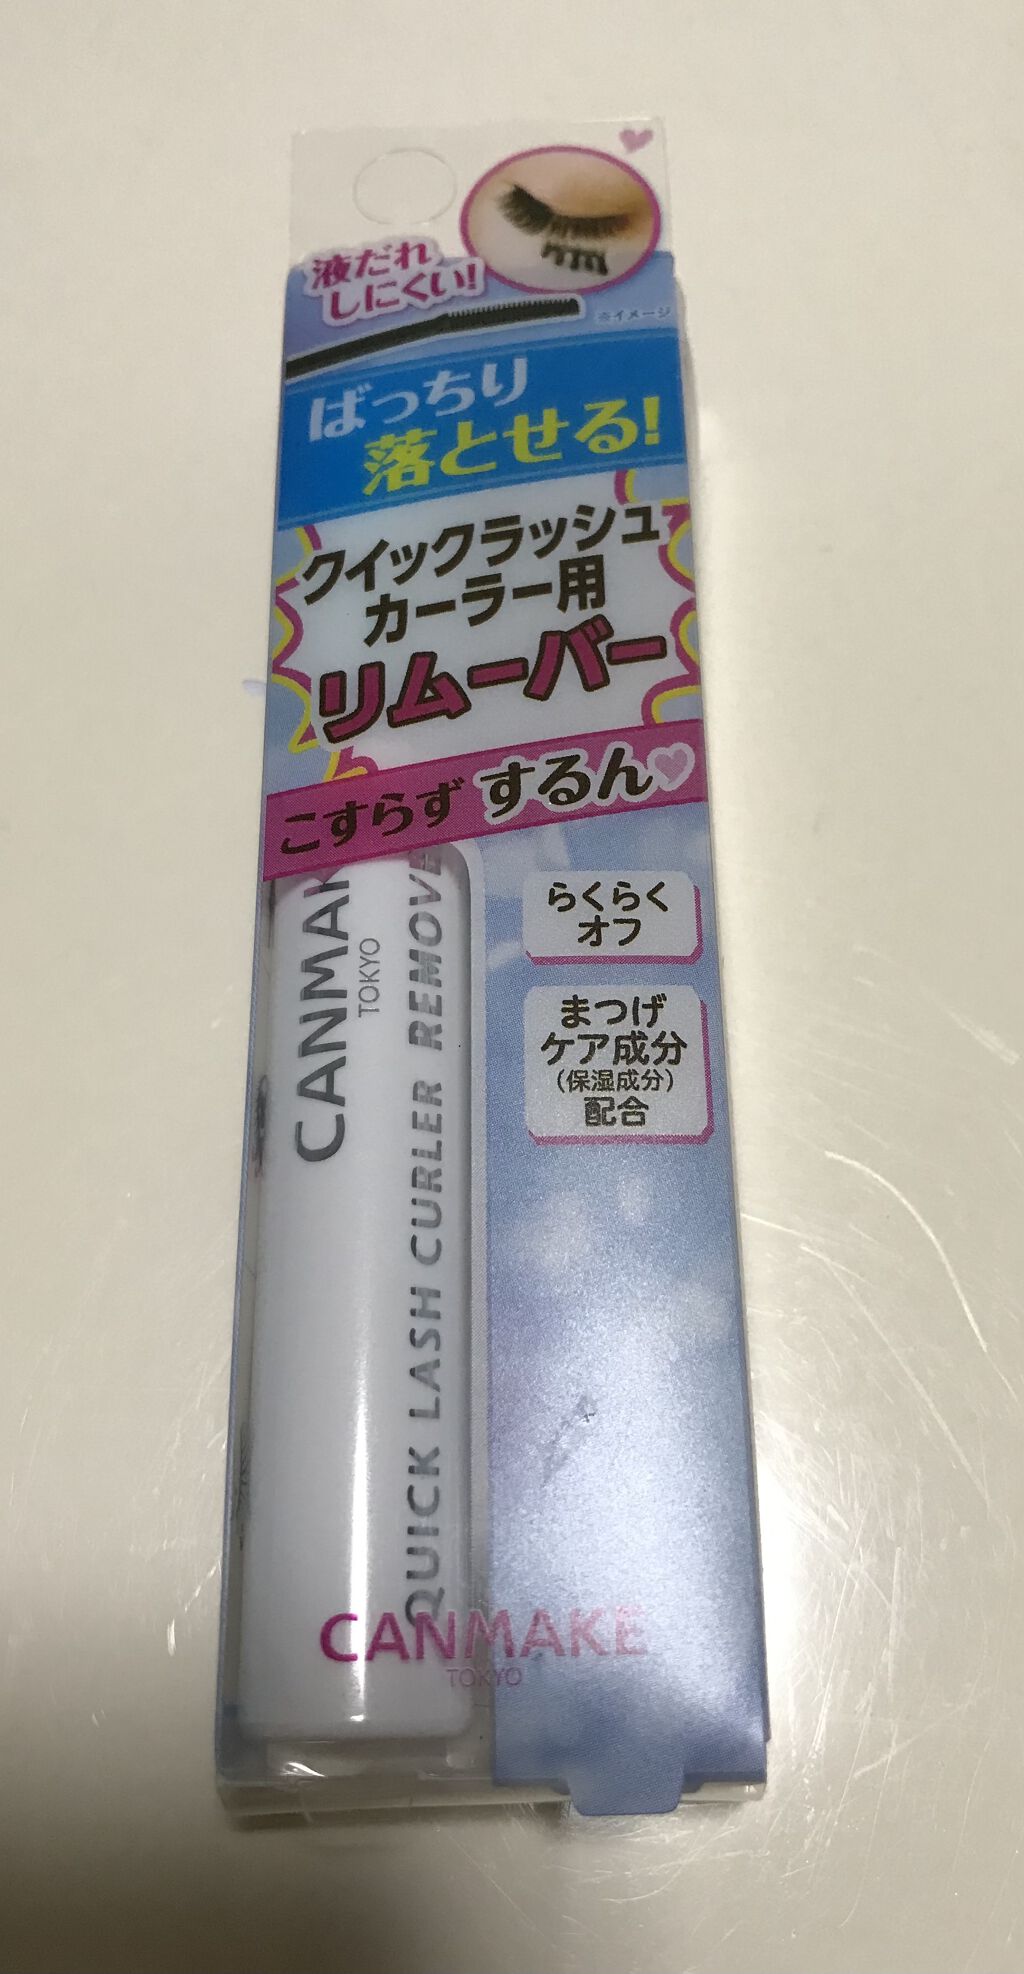 液だれ
しにくい!
※イメージ
ばっちり
落とせる!
クイックラッシュ
カーラー用
リムーバー
こすらず するん
らくらく
オフ
まつげ
ケア成分
(保湿成分)
配合
CANMAK
TOKYO
QUICK LASH CURLER REMOVE
CANMAKE
TOKYO